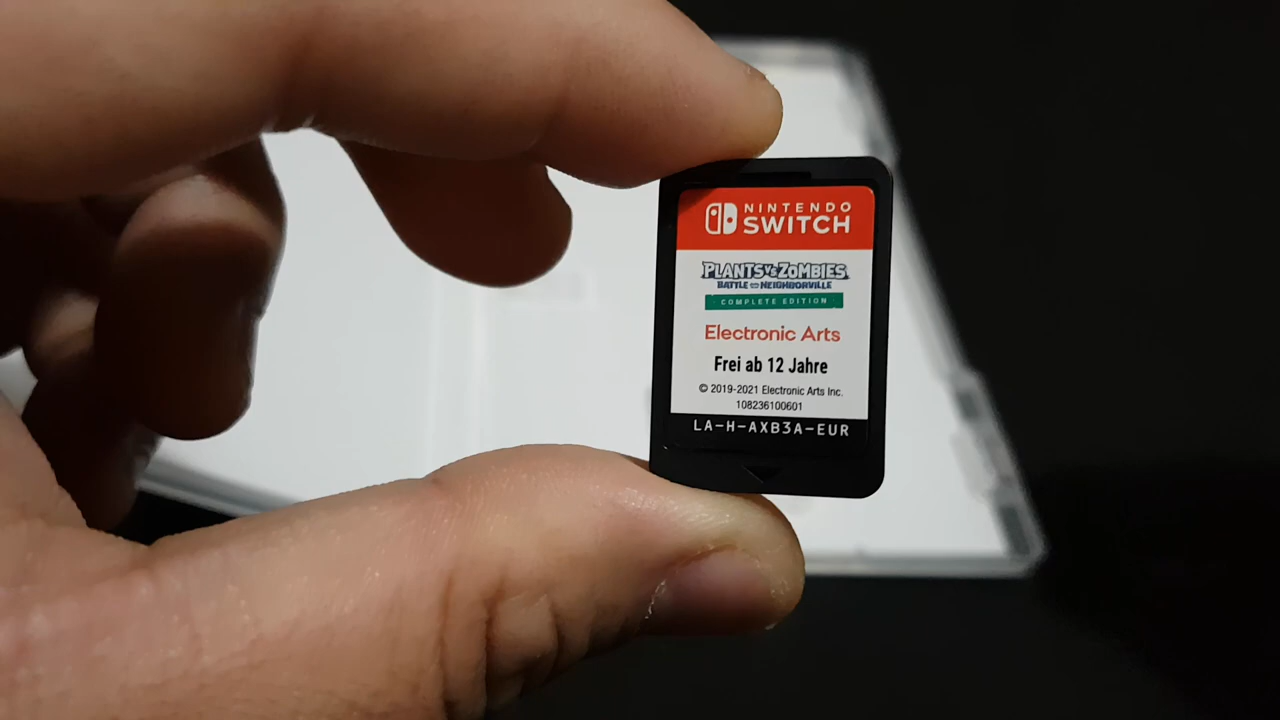 NINTENDO
SWITCH
PLANTS VS. ZOMBIES
BATTLE FOR NEIGHBORVILLE
COMPLETE EDITION
Electronic Arts
Frei ab 12 Jahre
© 2019-2021 Electronic Arts Inc.
108236100601
LA-H-AXB3A-EUR